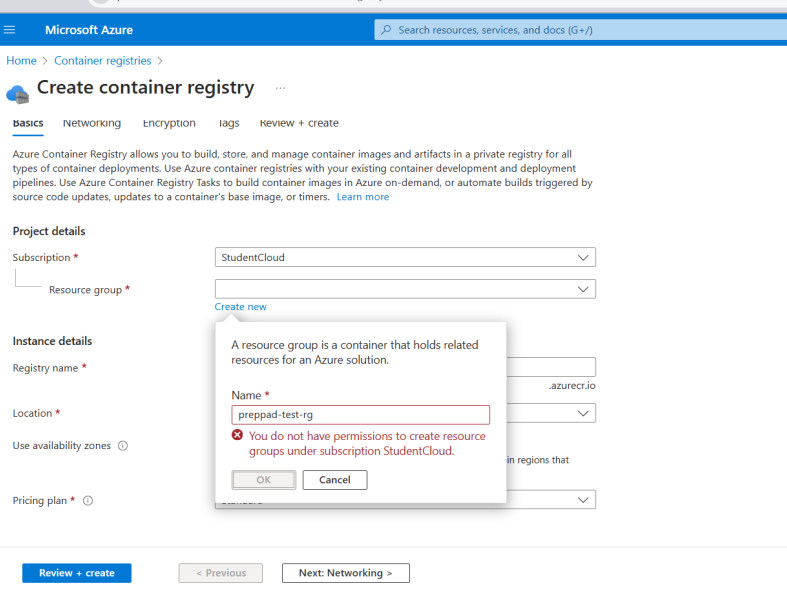 Microsoft Azure
Search resources, services, and docs (G+/)
Home > Container registries >
Create container registry ...
Basics Networking Encryption Tags Review + create
Azure Container Registry allows you to build, store, and manage container images and artifacts in a private registry for all
types of container deployments. Use Azure container registries with your existing container development and deployment
pipelines. Use Azure Container Registry Tasks to build container images in Azure on-demand, or automate builds triggered by
source code updates, updates to a container's base image, or timers. Learn more
Project details
Subscription *
StudentCloud
Resource group *
Create new
A resource group is a container that holds related
resources for an Azure solution.
Name *
preppad-test-rg
You do not have permissions to create resource
groups under subscription StudentCloud.
OK Cancel
Instance details
Registry name *
.azurecr.io
Location *
Use availability zones
in regions that
Pricing plan *
Standard
Review + create < Previous Next: Networking >